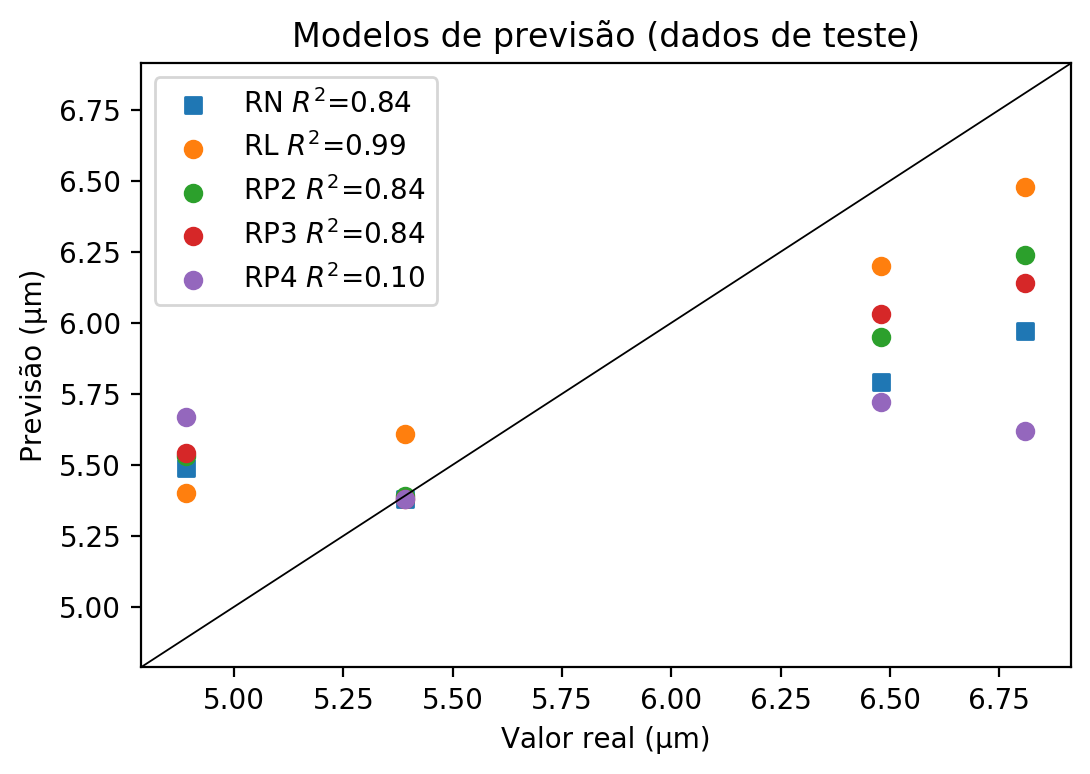 Modelos de previsão (dados de teste)
RN R²=0.84
RL R²=0.99
RP2 R²=0.84
RP3 R²=0.84
RP4 R²=0.10
Previsão (µm)
6.75
6.50
6.25
6.00
5.75
5.50
5.25
5.00
5.00 5.25 5.50 5.75 6.00 6.25 6.50 6.75
Valor real (µm)